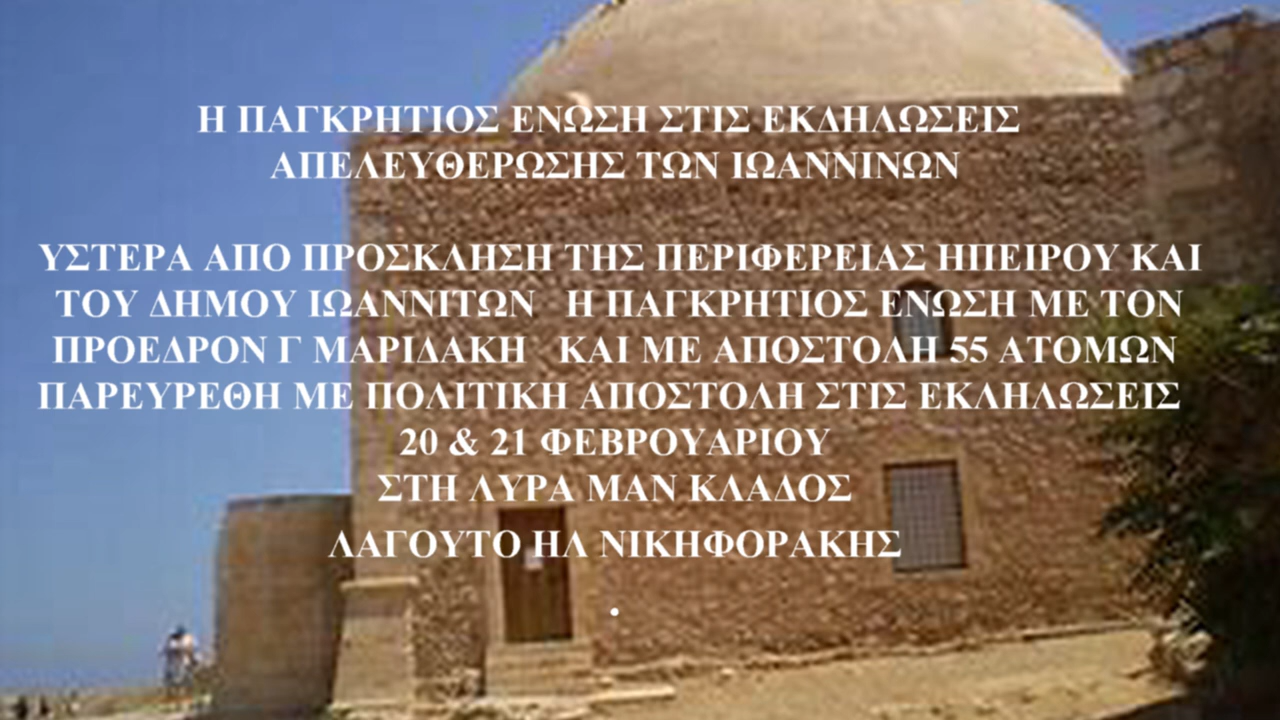 Η ΠΑΓΚΡΗΤΙΟΣ ΕΝΩΣΗ ΣΤΙΣ ΕΚΔΗΛΩΣΕΙΣ
ΑΠΕΛΕΥΘΕΡΩΣΗΣ ΤΩΝ ΙΩΑΝΝΙΝΩΝ
ΥΣΤΕΡΑ ΑΠΟ ΠΡΟΣΚΛΗΣΗ ΤΗΣ ΠΕΡΙΦΕΡΕΙΑΣ ΗΠΕΙΡΟΥ ΚΑΙ
ΤΟΥ ΔΗΜΟΥ ΙΩΑΝΝΙΤΩΝ Η ΠΑΓΚΡΗΤΙΟΣ ΕΝΩΣΗ ΜΕ ΤΟΝ
ΠΡΟΕΔΡΟΝ Γ ΜΑΡΙΔΑΚΗ ΚΑΙ ΜΕ ΑΠΟΣΤΟΛΗ 55 ΑΤΟΜΩΝ
ΠΑΡΕΥΡΕΘΗ ΜΕ ΠΟΛΙΤΙΚΗ ΑΠΟΣΤΟΛΗ ΣΤΙΣ ΕΚΛΗΛΩΣΕΙΣ
20 & 21 ΦΕΒΡΟΥΑΡΙΟΥ
ΣΤΗ ΛΥΡΑ ΜΑΝ ΚΛΑΔΟΣ
ΛΑΓΟΥΤΟ ΗΛ ΝΙΚΗΦΟΡΑΚΗΣ
.